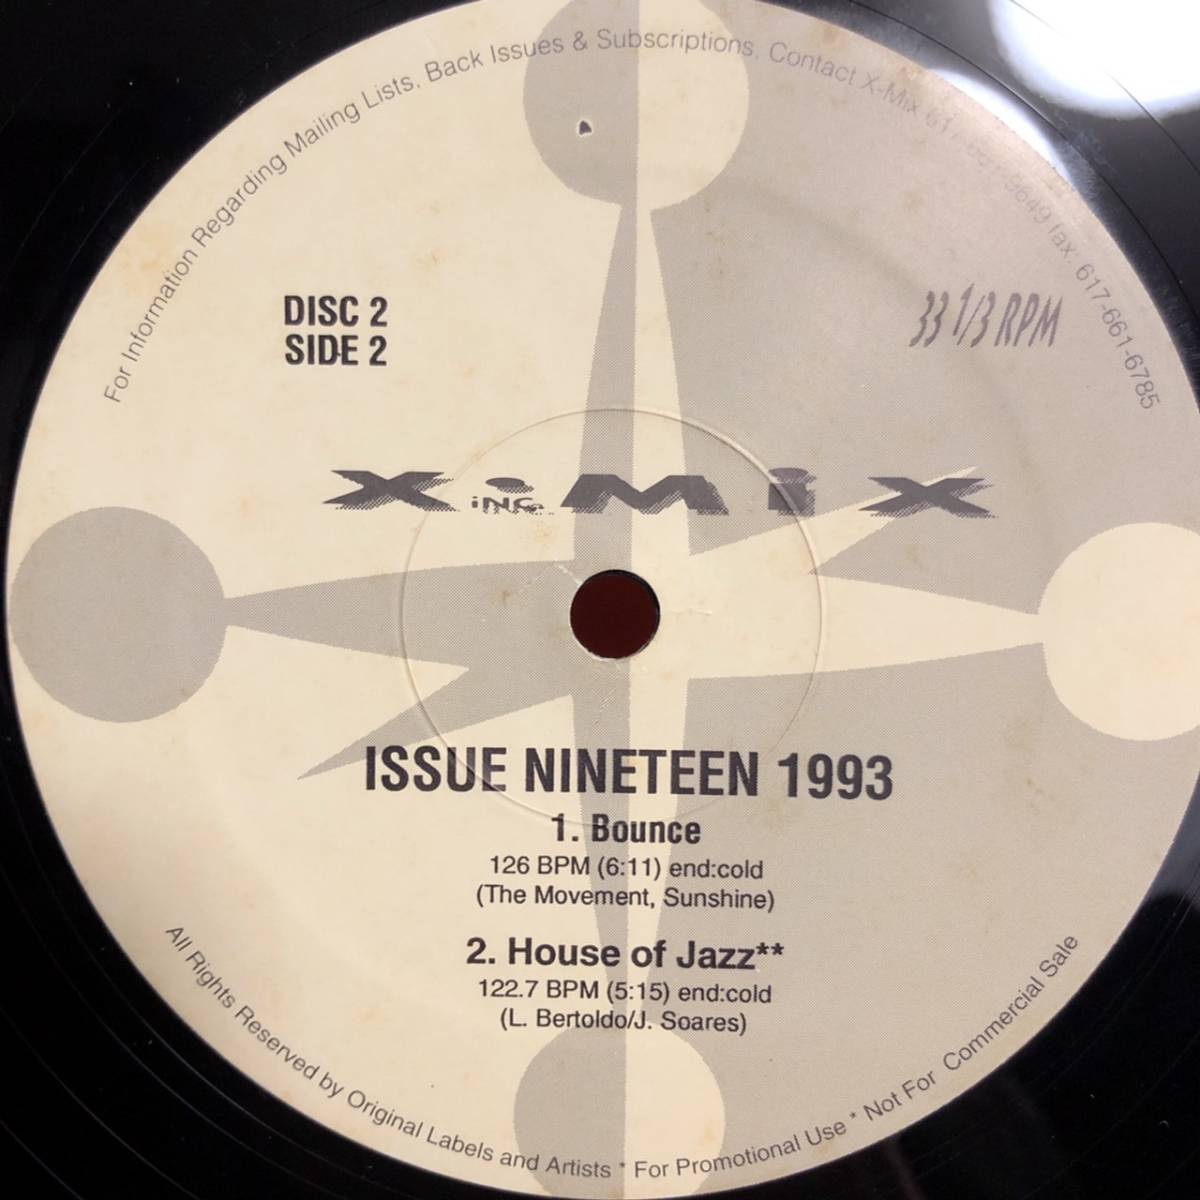 For Information Regarding Mailing Lists, Back Issues & Subscriptions, Contact X-Mix 617- 9649 fax: 617-661-6785
DISC 2
SIDE 2
33 1/3 RPM
X-MiX
iNC.
ISSUE NINETEEN 1993
1. Bounce
126 BPM (6:11) end:cold
(The Movement, Sunshine)
2. House of Jazz**
122.7 BPM (5:15) end:cold
(L. Bertoldo/J. Soares)
All Rights Reserved by Original Labels and Artists * For Promotional Use * Not For Commercial Sale